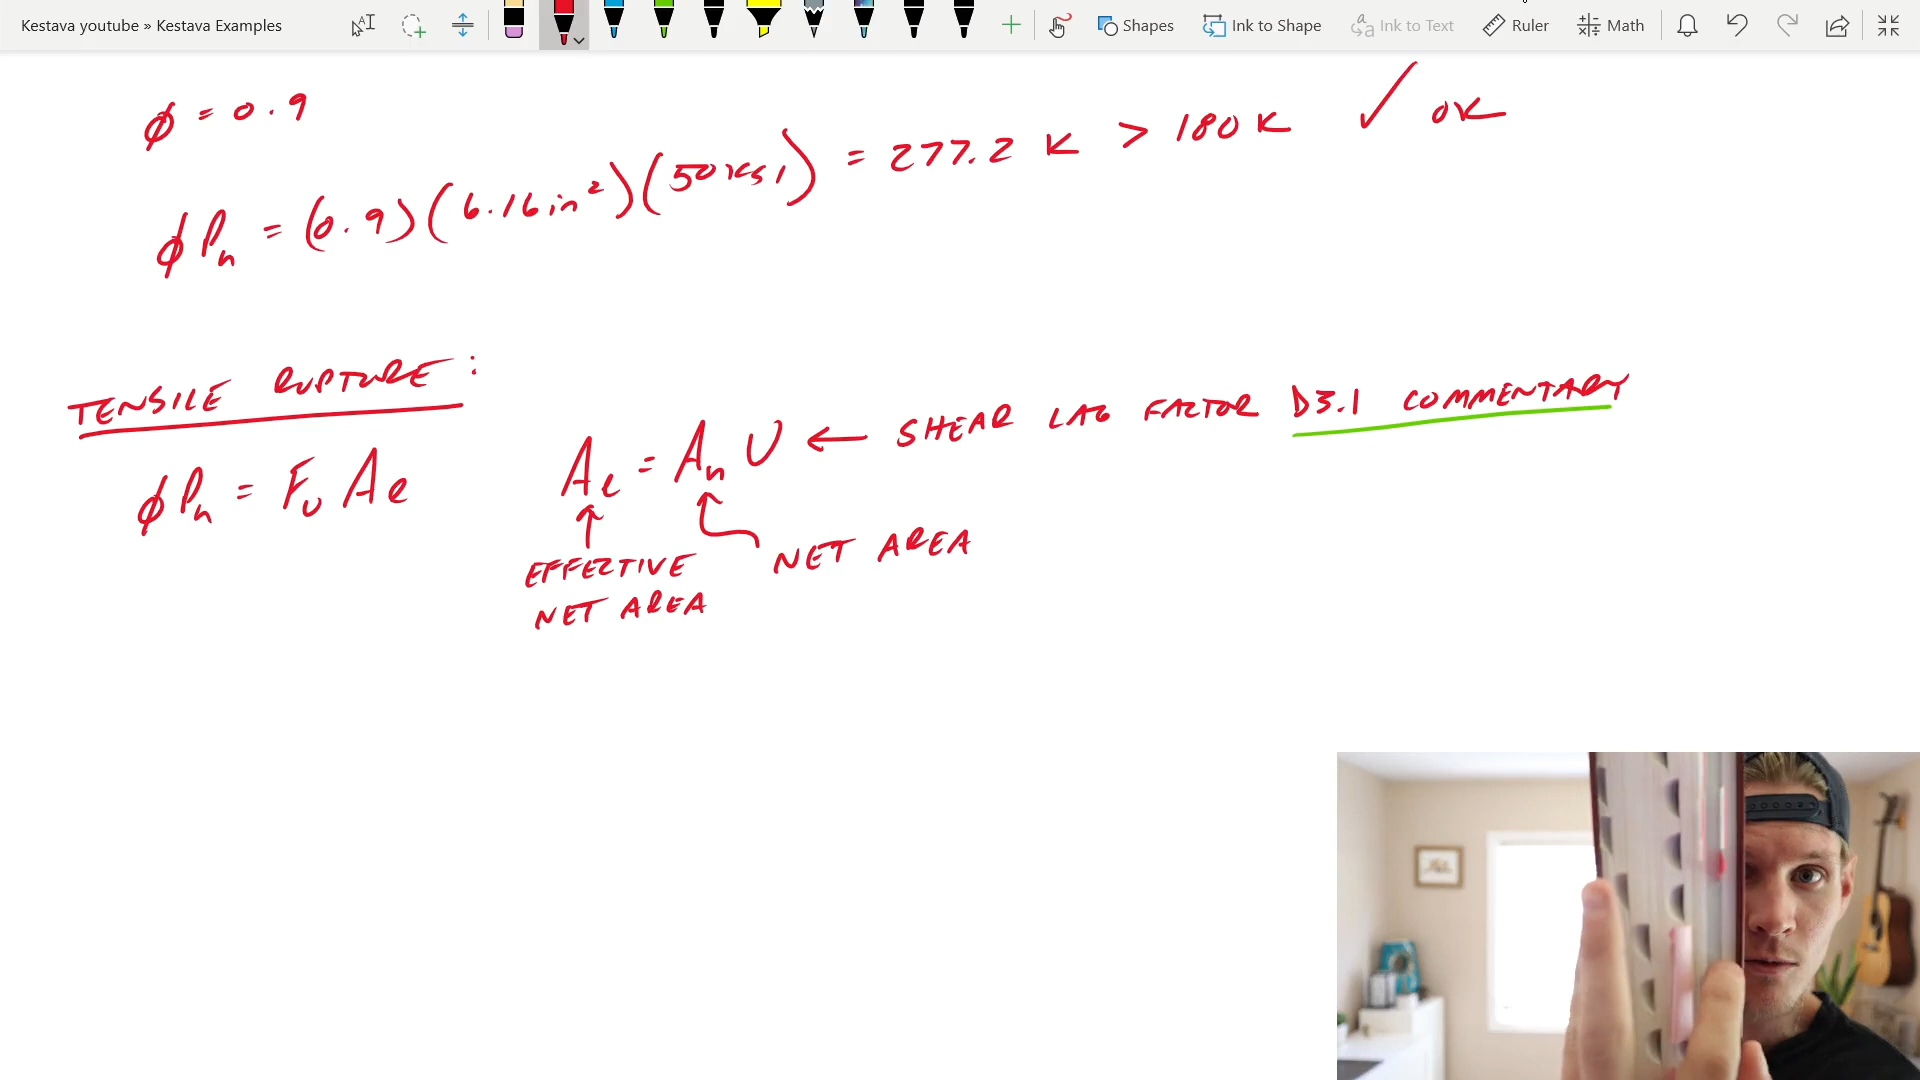 Kestava youtube » Kestava Examples
Shapes
Ink to Shape
Ink to Text
Ruler
Math
ϕ = 0.9
ϕPn = (0.9)(6.16in²)(50ksi) = 277.2 K > 180 K ✓ OK
TENSILE RUPTURE:
ϕPn = Fu Ae
Ae = An U ← SHEAR LAG FACTOR D3.1 COMMENTARY
EFFECTIVE
NET AREA
NET AREA